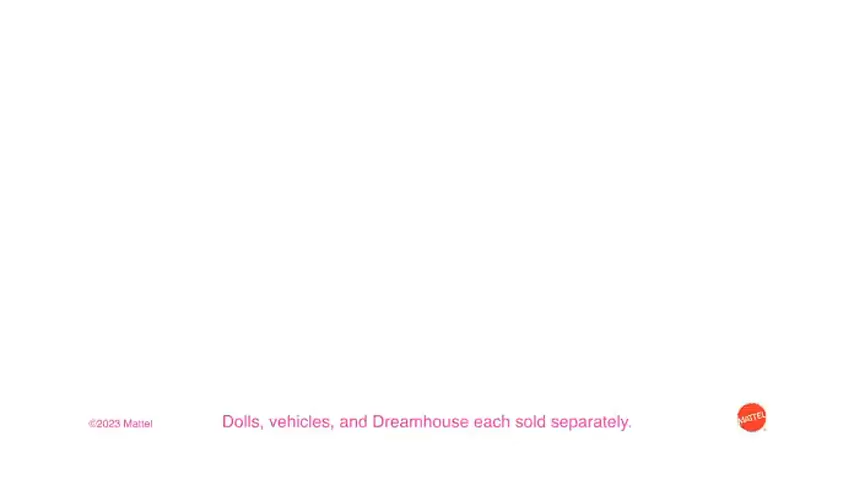 ©2023 Mattel
Dolls, vehicles, and Dreamhouse each sold separately.
MATTEL